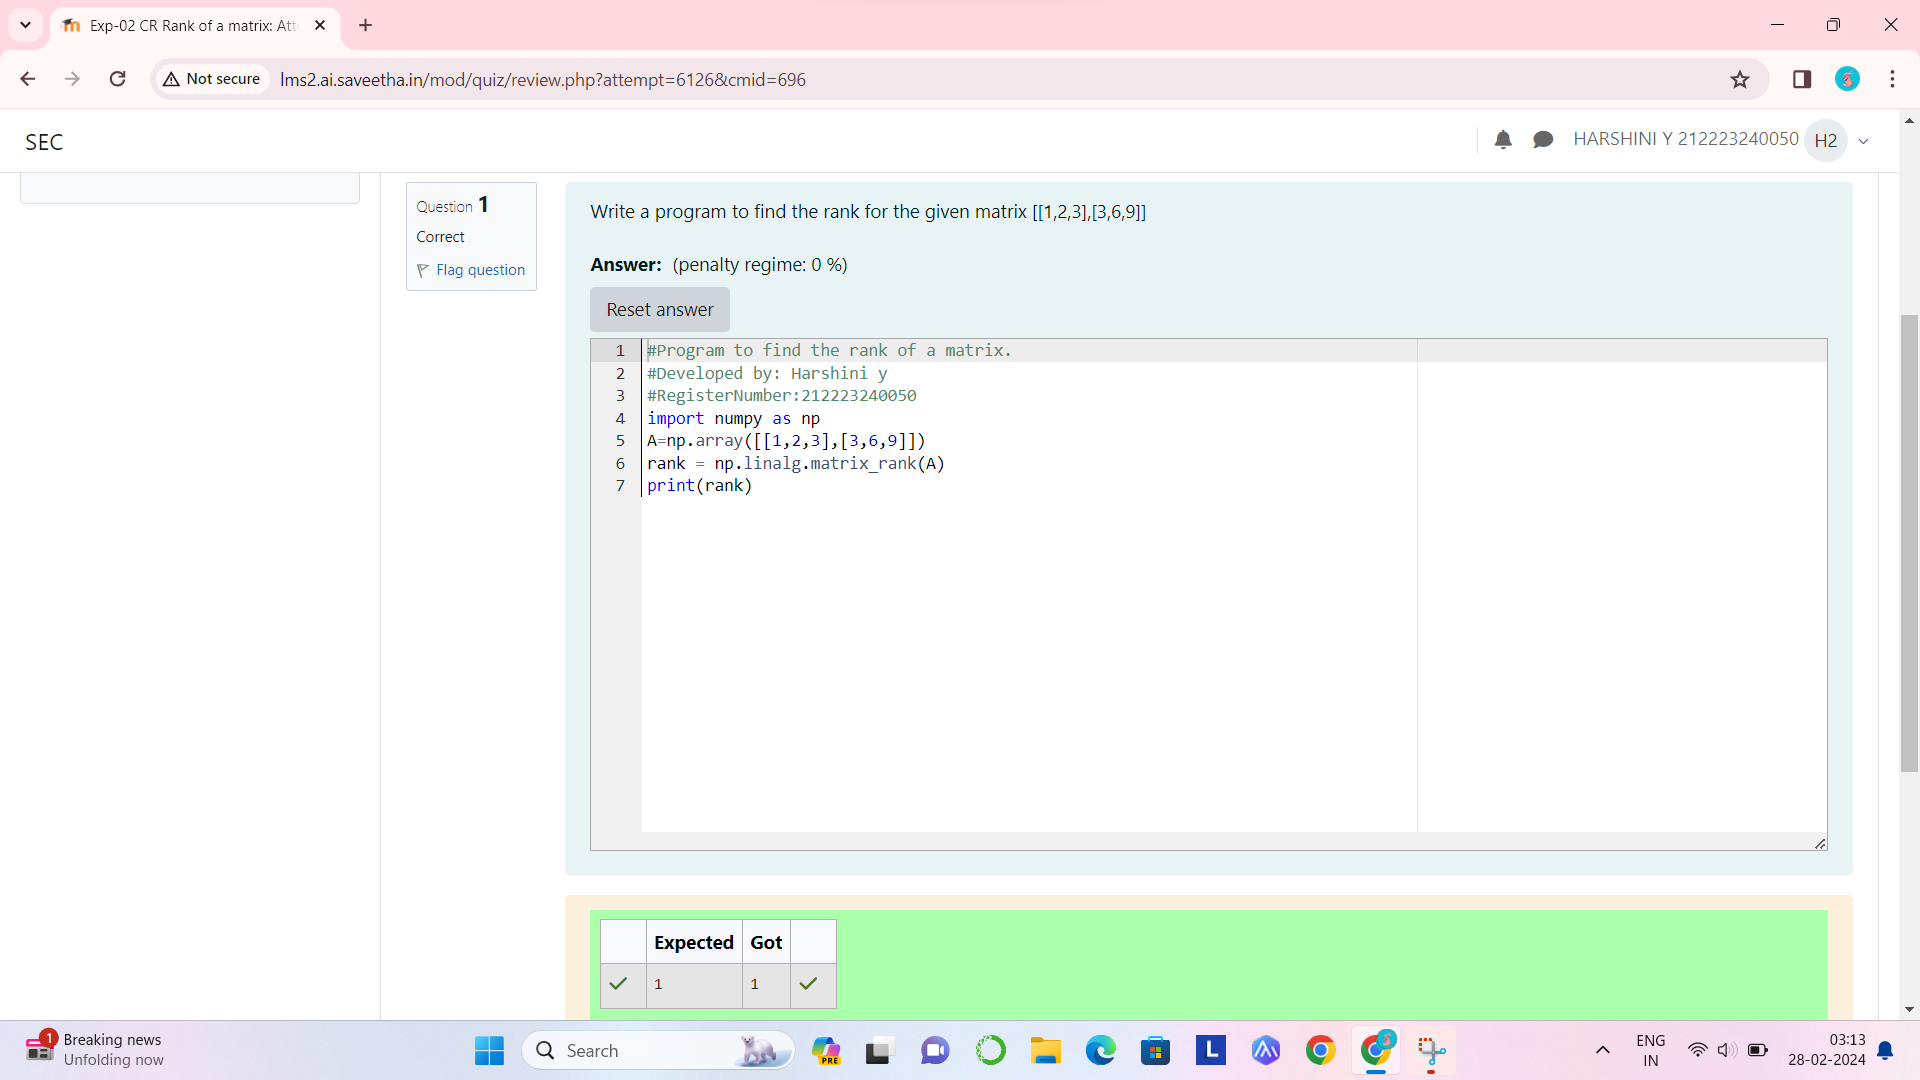 Exp-02 CR Rank of a matrix: Att
Not secure
lms2.ai.saveetha.in/mod/quiz/review.php?attempt=6126&cmid=696
SEC
HARSHINI Y 212223240050
H2
Question 1
Correct
Flag question
Write a program to find the rank for the given matrix [[1,2,3],[3,6,9]]
Answer: (penalty regime: 0 %)
Reset answer
1 #Program to find the rank of a matrix.
2 #Developed by: Harshini y
3 #RegisterNumber:212223240050
4 import numpy as np
5 A=np.array([[1,2,3],[3,6,9]])
6 rank = np.linalg.matrix_rank(A)
7 print(rank)
Expected Got
1 1
1
Breaking news
Unfolding now
Search
PRE
L
ENG
IN
03:13
28-02-2024